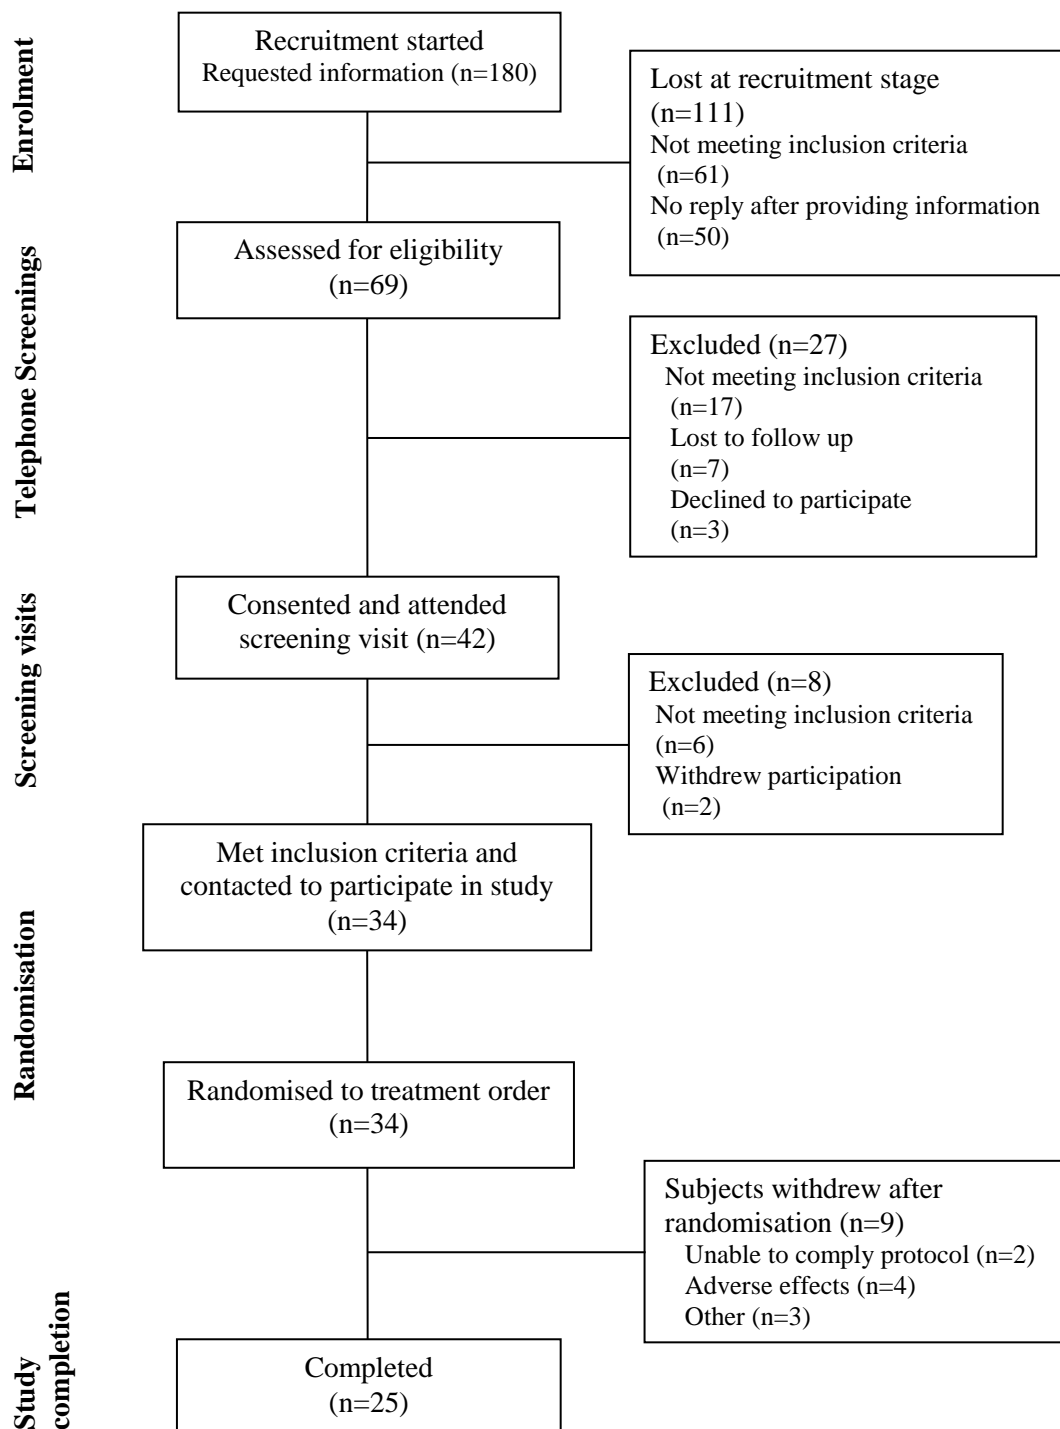 Enrolment
Recruitment started
Requested information (n=180)
Lost at recruitment stage
(n=111)
Not meeting inclusion criteria
(n=61)
No reply after providing information
(n=50)
Telephone Screenings
Assessed for eligibility
(n=69)
Excluded (n=27)
Not meeting inclusion criteria
(n=17)
Lost to follow up
(n=7)
Declined to participate
(n=3)
Screening visits
Consented and attended
screening visit (n=42)
Excluded (n=8)
Not meeting inclusion criteria
(n=6)
Withdrew participation
(n=2)
Met inclusion criteria and
contacted to participate in study
(n=34)
Randomisation
Randomised to treatment order
(n=34)
Subjects withdrew after
randomisation (n=9)
Unable to comply protocol (n=2)
Adverse effects (n=4)
Other (n=3)
Study
completion
Completed
(n=25)